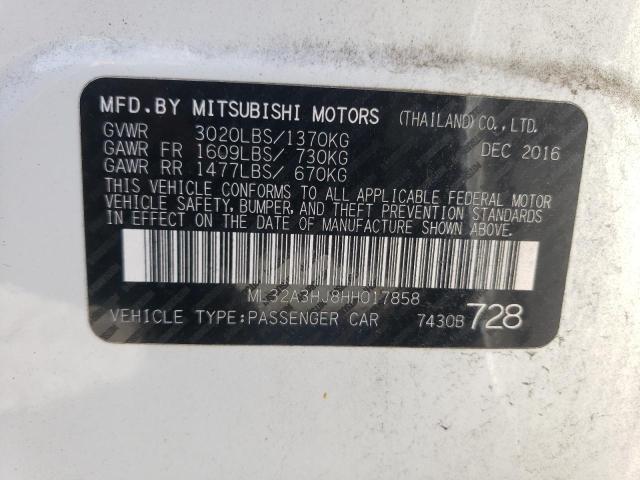 MFD.BY MITSUBISHI MOTORS (THAILAND)CO.,LTD.
GVWR 3020LBS/1370KG DEC 2016
GAWR FR 1609LBS/ 730KG
GAWR RR 1477LBS/ 670KG
THIS VEHICLE CONFORMS TO ALL APPLICABLE FEDERAL MOTOR
VEHICLE SAFETY, BUMPER, AND THEFT PREVENTION STANDARDS
IN EFFECT ON THE DATE OF MANUFACTURE SHOWN ABOVE.
ML32A3HJ8HH017858
VEHICLE TYPE:PASSENGER CAR 7430B 728